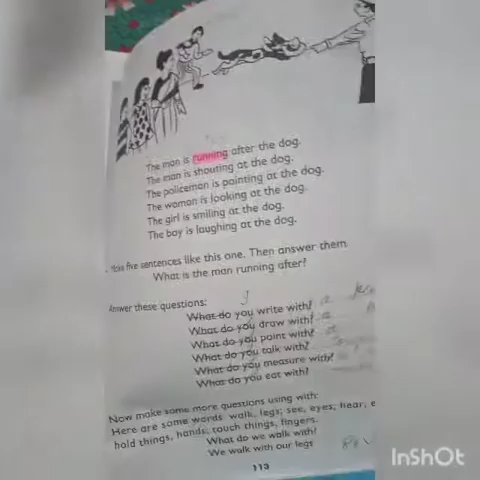 The man is running after the dog.
The man is shouting at the dog.
The policeman is pointing at the dog.
The woman is looking at the dog.
The girl is smiling at the dog.
The boy is laughing at the dog.
five sentences like this one. Then answer them
What is the man running after?
Answer these questions:
What do you write with?
What do you draw with?
What do you paint with?
What do you talk with?
What do you measure with?
What do you eat with?
Now make some more questions using with:
Here are some words walk, legs; see, eyes; hear, e
hold things, hands; touch things, fingers.
What do we walk with?
We walk with our legs
113
InShOt